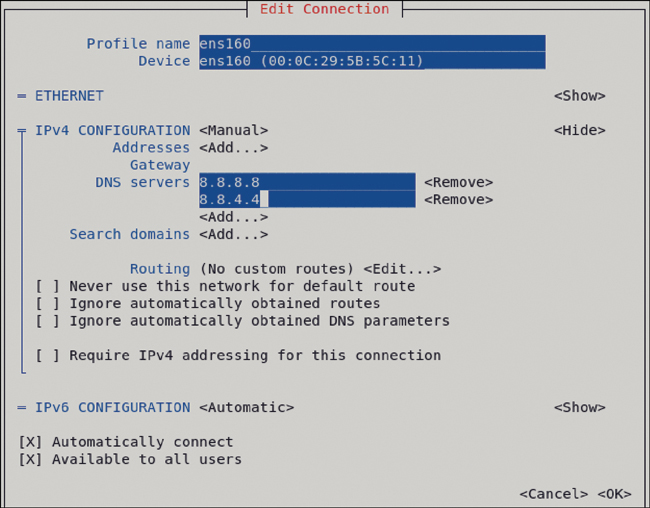 Edit Connection
Profile name ens160
Device ens160 (00:0C:29:5B:5C:11)
= ETHERNET <Show>
= IPv4 CONFIGURATION <Manual> <Hide>
Addresses <Add...>
Gateway
DNS servers 8.8.8.8 <Remove>
8.8.4.4 <Remove>
<Add...>
Search domains <Add...>
Routing (No custom routes) <Edit...>
[ ] Never use this network for default route
[ ] Ignore automatically obtained routes
[ ] Ignore automatically obtained DNS parameters
[ ] Require IPv4 addressing for this connection
= IPv6 CONFIGURATION <Automatic> <Show>
[X] Automatically connect
[X] Available to all users
<Cancel> <OK>